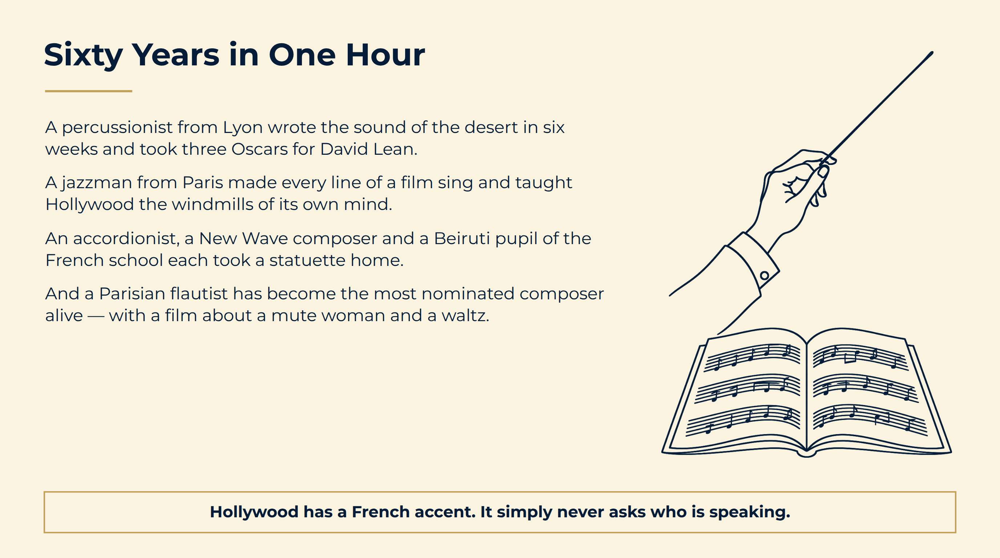 Sixty Years in One Hour
A percussionist from Lyon wrote the sound of the desert in six
weeks and took three Oscars for David Lean.
A jazzman from Paris made every line of a film sing and taught
Hollywood the windmills of its own mind.
An accordionist, a New Wave composer and a Beiruti pupil of the
French school each took a statuette home.
And a Parisian flautist has become the most nominated composer
alive — with a film about a mute woman and a waltz.
Hollywood has a French accent. It simply never asks who is speaking.